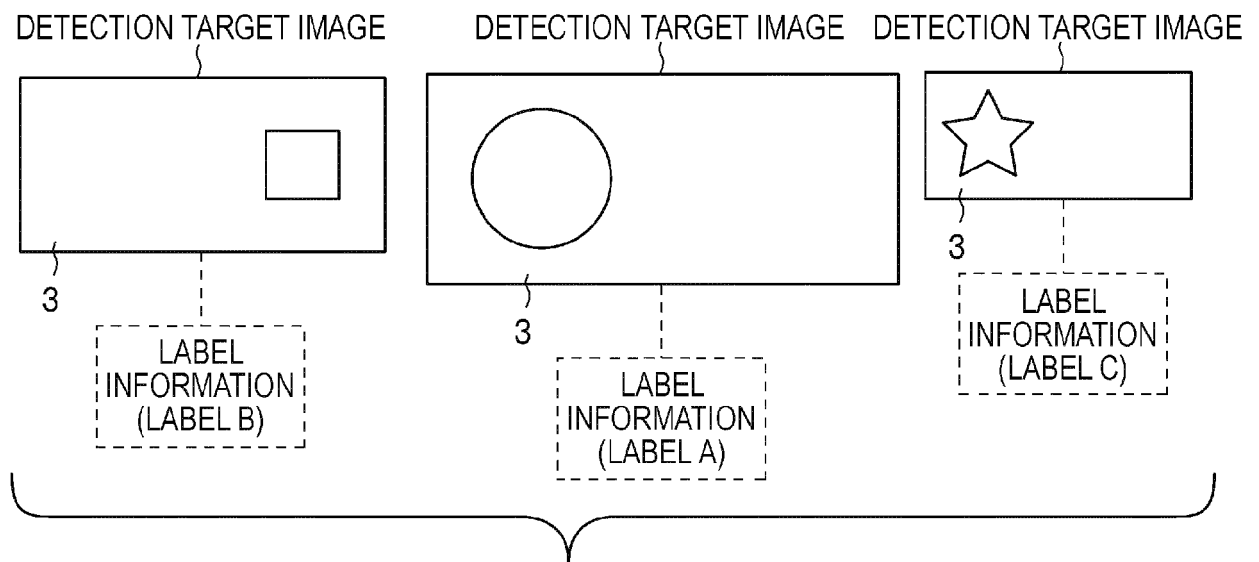 DETECTION TARGET IMAGE
3
LABEL
INFORMATION
(LABEL B)
DETECTION TARGET IMAGE
3
LABEL
INFORMATION
(LABEL A)
DETECTION TARGET IMAGE
3
LABEL
INFORMATION
(LABEL C)